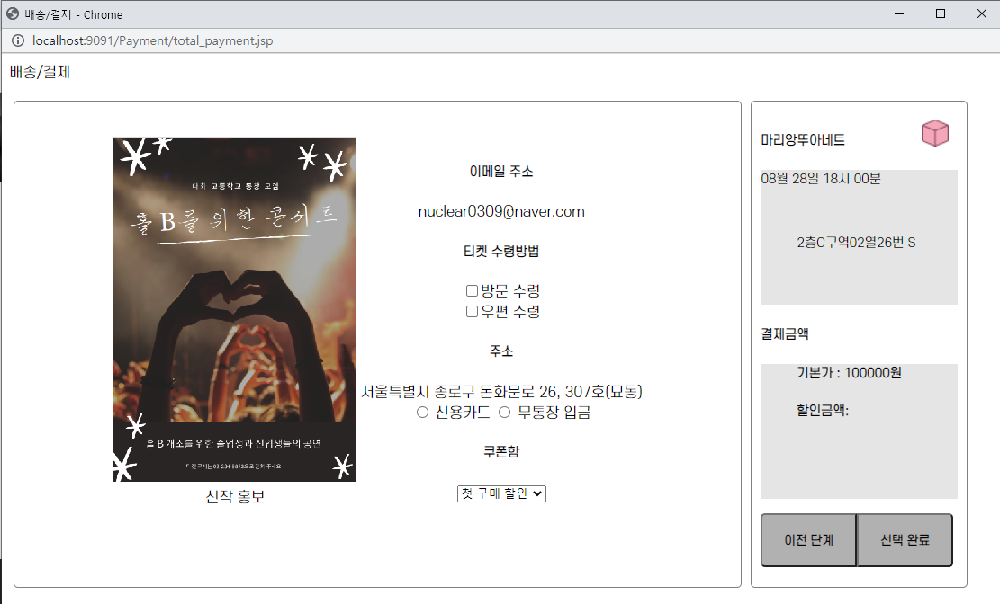 배송/결제 - Chrome
localhost:9091/Payment/total_payment.jsp
배송/결제
홀 B를 위한 콘서트
홀 B 개소를 위한 졸업생과 신입생들의 공연
신작 홍보
이메일 주소
nuclear0309@naver.com
티켓 수령방법
방문 수령
우편 수령
주소
서울특별시 종로구 돈화문로 26, 307호(묘동)
신용카드 무통장 입금
쿠폰함
첫 구매 할인
마리앙뚜아네트
08월 28일 18시 00분
2층C구역02열26번 S
결제금액
기본가 : 100000원
할인금액:
이전 단계 선택 완료